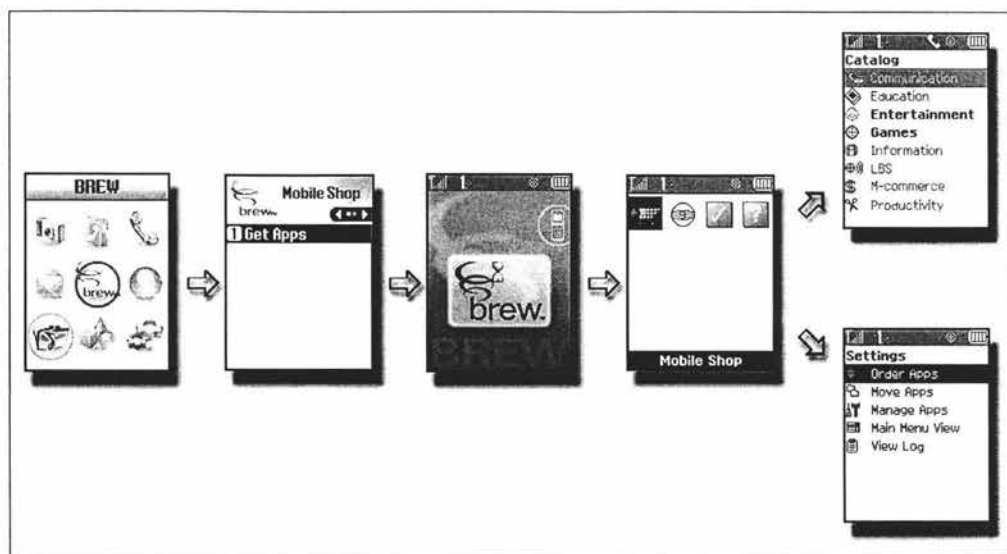 BREW
brew
Mobile Shop
brew
1 Get Apps
brew.
BREW
Mobile Shop
Catalog
Communication
Education
Entertainment
Games
Information
LBS
M-commerce
Productivity
Settings
Order Apps
Move Apps
Manage Apps
Main Menu View
View Log